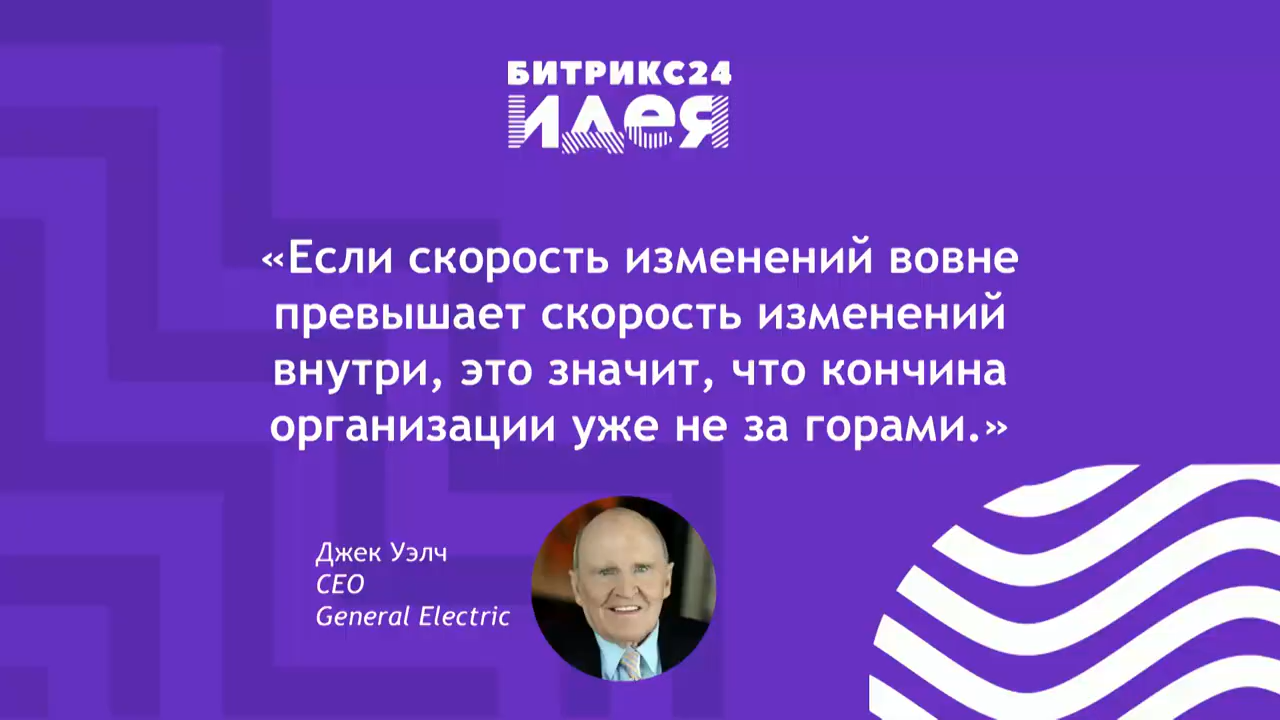 БИТРИКС24
ИДЕЯ
«Если скорость изменений вовне
превышает скорость изменений
внутри, это значит, что кончина
организации уже не за горами.»
Джек Уэлч
CEO
General Electric